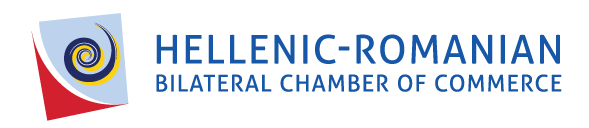 HELLENIC-ROMANIAN
BILATERAL CHAMBER OF COMMERCE